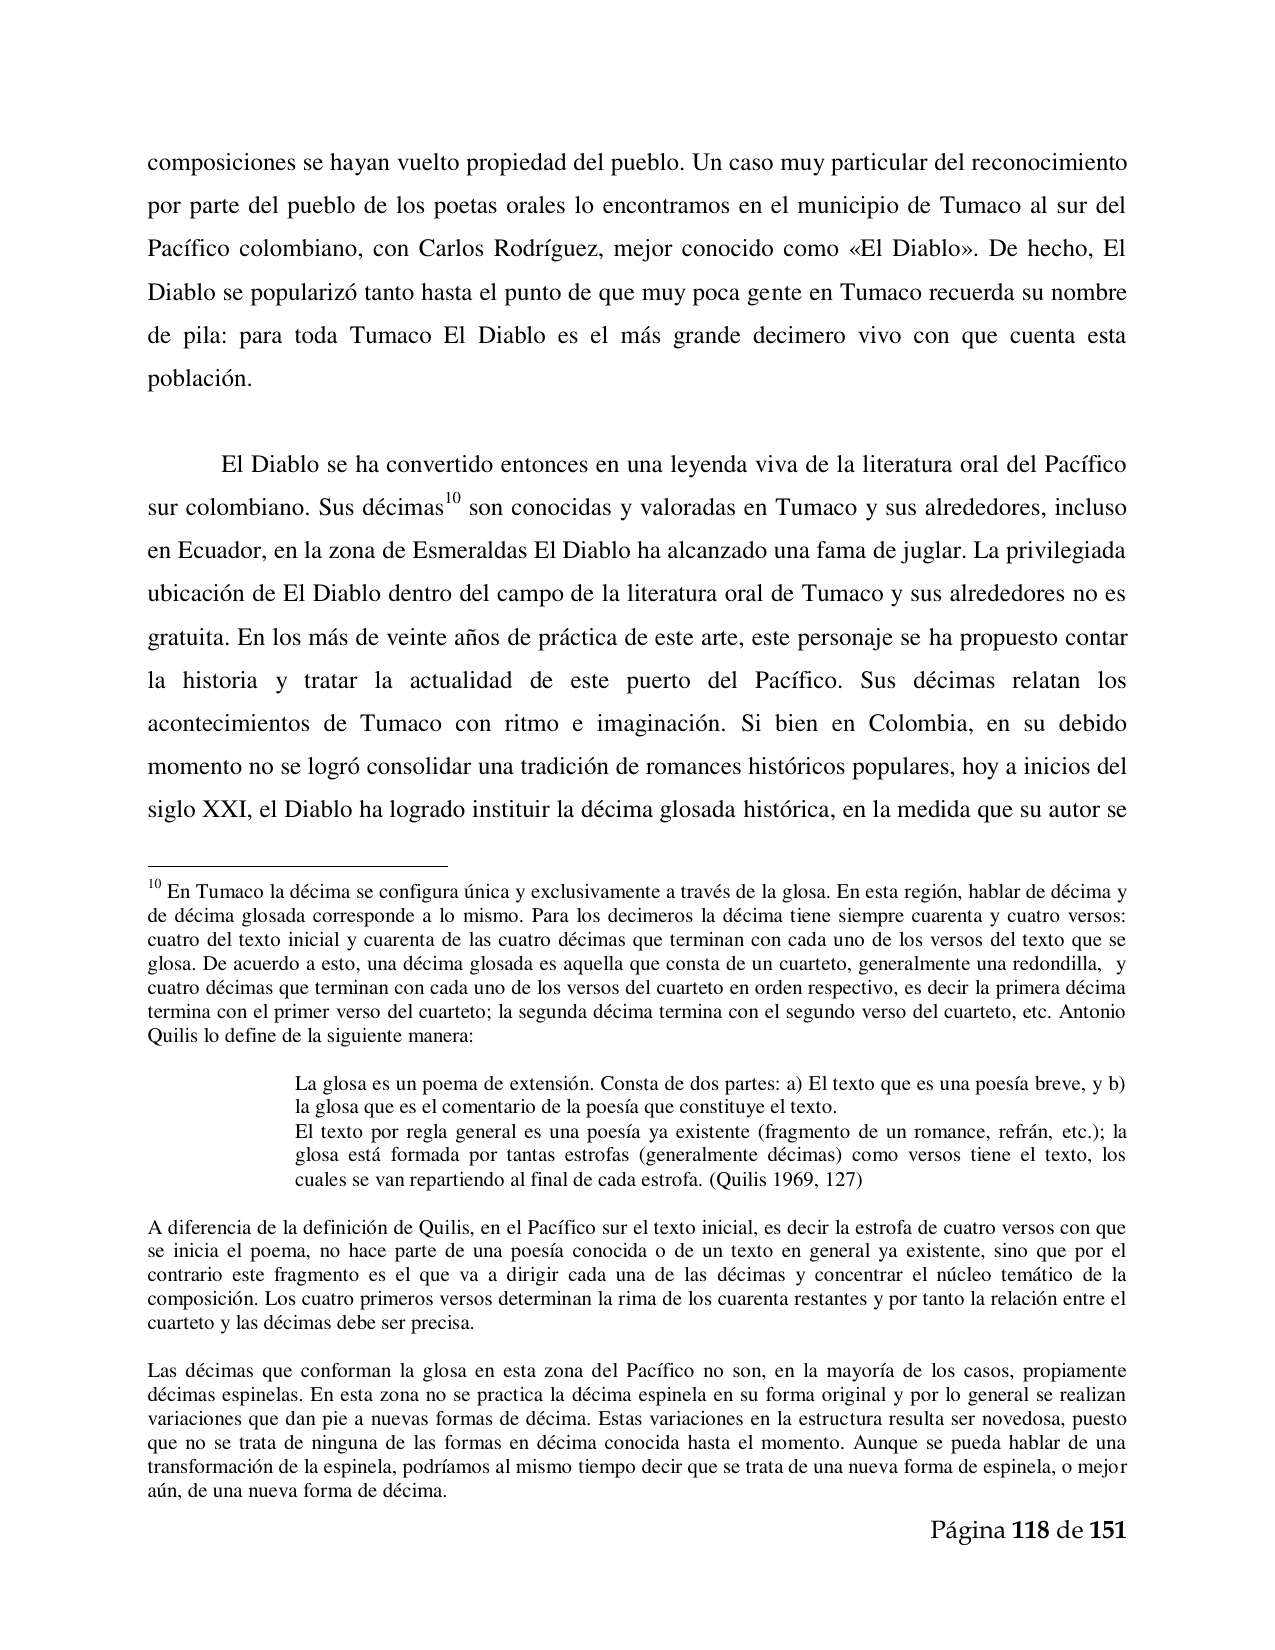 composiciones se hayan vuelto propiedad del pueblo. Un caso muy particular del reconocimiento
por parte del pueblo de los poetas orales lo encontramos en el municipio de Tumaco al sur del
Pacífico colombiano, con Carlos Rodríguez, mejor conocido como «El Diablo». De hecho, El
Diablo se popularizó tanto hasta el punto de que muy poca gente en Tumaco recuerda su nombre
de pila: para toda Tumaco El Diablo es el más grande decimero vivo con que cuenta esta
población.
El Diablo se ha convertido entonces en una leyenda viva de la literatura oral del Pacífico
sur colombiano. Sus décimas10 son conocidas y valoradas en Tumaco y sus alrededores, incluso
en Ecuador, en la zona de Esmeraldas El Diablo ha alcanzado una fama de juglar. La privilegiada
ubicación de El Diablo dentro del campo de la literatura oral de Tumaco y sus alrededores no es
gratuita. En los más de veinte años de práctica de este arte, este personaje se ha propuesto contar
la historia y tratar la actualidad de este puerto del Pacífico. Sus décimas relatan los
acontecimientos de Tumaco con ritmo e imaginación. Si bien en Colombia, en su debido
momento no se logró consolidar una tradición de romances históricos populares, hoy a inicios del
siglo XXI, el Diablo ha logrado instituir la décima glosada histórica, en la medida que su autor se
10 En Tumaco la décima se configura única y exclusivamente a través de la glosa. En esta región, hablar de décima y
de décima glosada corresponde a lo mismo. Para los decimeros la décima tiene siempre cuarenta y cuatro versos:
cuatro del texto inicial y cuarenta de las cuatro décimas que terminan con cada uno de los versos del texto que se
glosa. De acuerdo a esto, una décima glosada es aquella que consta de un cuarteto, generalmente una redondilla, y
cuatro décimas que terminan con cada uno de los versos del cuarteto en orden respectivo, es decir la primera décima
termina con el primer verso del cuarteto; la segunda décima termina con el segundo verso del cuarteto, etc. Antonio
Quilis lo define de la siguiente manera:
La glosa es un poema de extensión. Consta de dos partes: a) El texto que es una poesía breve, y b)
la glosa que es el comentario de la poesía que constituye el texto.
El texto por regla general es una poesía ya existente (fragmento de un romance, refrán, etc.); la
glosa está formada por tantas estrofas (generalmente décimas) como versos tiene el texto, los
cuales se van repartiendo al final de cada estrofa. (Quilis 1969, 127)
A diferencia de la definición de Quilis, en el Pacífico sur el texto inicial, es decir la estrofa de cuatro versos con que
se inicia el poema, no hace parte de una poesía conocida o de un texto en general ya existente, sino que por el
contrario este fragmento es el que va a dirigir cada una de las décimas y concentrar el núcleo temático de la
composición. Los cuatro primeros versos determinan la rima de los cuarenta restantes y por tanto la relación entre el
cuarteto y las décimas debe ser precisa.
Las décimas que conforman la glosa en esta zona del Pacífico no son, en la mayoría de los casos, propiamente
décimas espinelas. En esta zona no se practica la décima espinela en su forma original y por lo general se realizan
variaciones que dan pie a nuevas formas de décima. Estas variaciones en la estructura resulta ser novedosa, puesto
que no se trata de ninguna de las formas en décima conocida hasta el momento. Aunque se pueda hablar de una
transformación de la espinela, podríamos al mismo tiempo decir que se trata de una nueva forma de espinela, o mejor
aún, de una nueva forma de décima.
Página 118 de 151